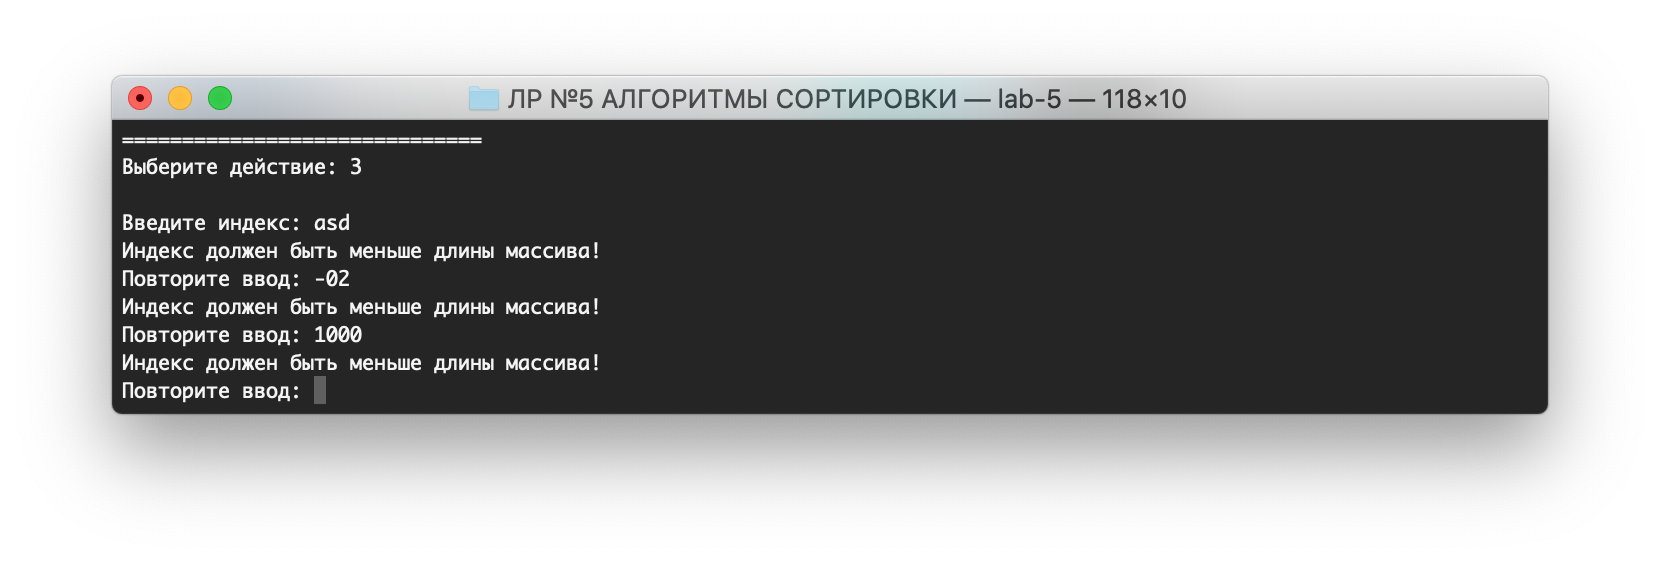 ЛР №5 АЛГОРИТМЫ СОРТИРОВКИ — lab-5 — 118×10
==============================
Выберите действие: 3
Введите индекс: asd
Индекс должен быть меньше длины массива!
Повторите ввод: -02
Индекс должен быть меньше длины массива!
Повторите ввод: 1000
Индекс должен быть меньше длины массива!
Повторите ввод: